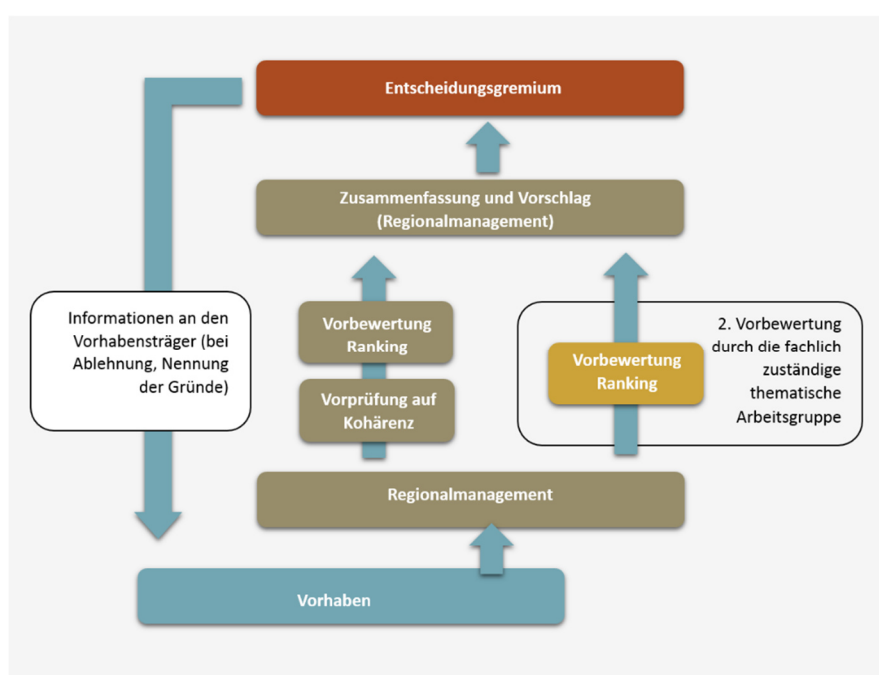 Entscheidungsgremium
Zusammenfassung und Vorschlag
(Regionalmanagement)
Informationen an den
Vorhabensträger (bei
Ablehnung, Nennung
der Gründe)
Vorbewertung
Ranking
Vorprüfung auf
Kohärenz
Vorbewertung
Ranking
2. Vorbewertung
durch die fachlich
zuständige
thematische
Arbeitsgruppe
Regionalmanagement
Vorhaben